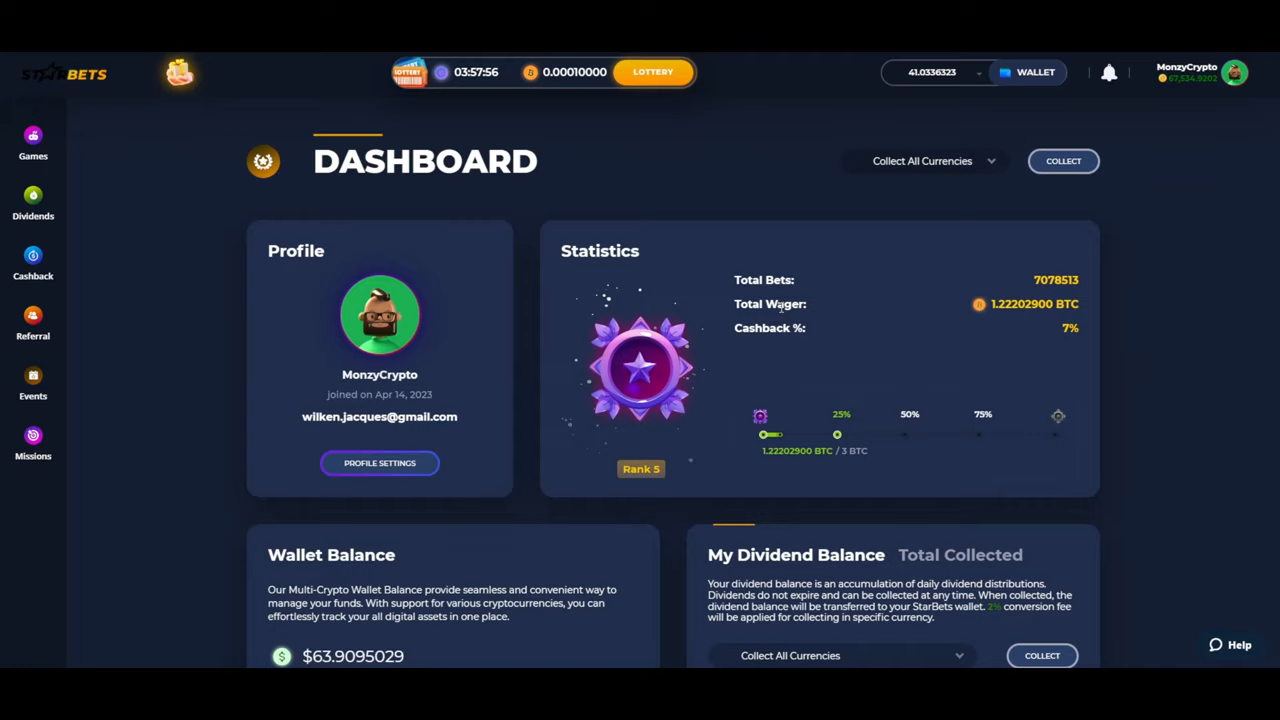 STARBETS
LOTTERY
03:57:56
0.00010000
LOTTERY
41.0336323
WALLET
MonzyCrypto
67,534.9202
Games
Dividends
Cashback
Referral
Events
Missions
DASHBOARD
Collect All Currencies
COLLECT
Profile
MonzyCrypto
joined on Apr 14, 2023
wilken.jacques@gmail.com
PROFILE SETTINGS
Statistics
Total Bets: 7078513
Total Wager: 1.22202900 BTC
Cashback %: 7%
25% 50% 75%
1.22202900 BTC / 3 BTC
Rank 5
Wallet Balance
Our Multi-Crypto Wallet Balance provide seamless and convenient way to
manage your funds. With support for various cryptocurrencies, you can
effortlessly track your all digital assets in one place.
$63.9095029
My Dividend Balance Total Collected
Your dividend balance is an accumulation of daily dividend distributions.
Dividends do not expire and can be collected at any time. When collected, the
dividend balance will be transferred to your StarBets wallet. 2% conversion fee
will be applied for collecting in specific currency.
Collect All Currencies
COLLECT
Help